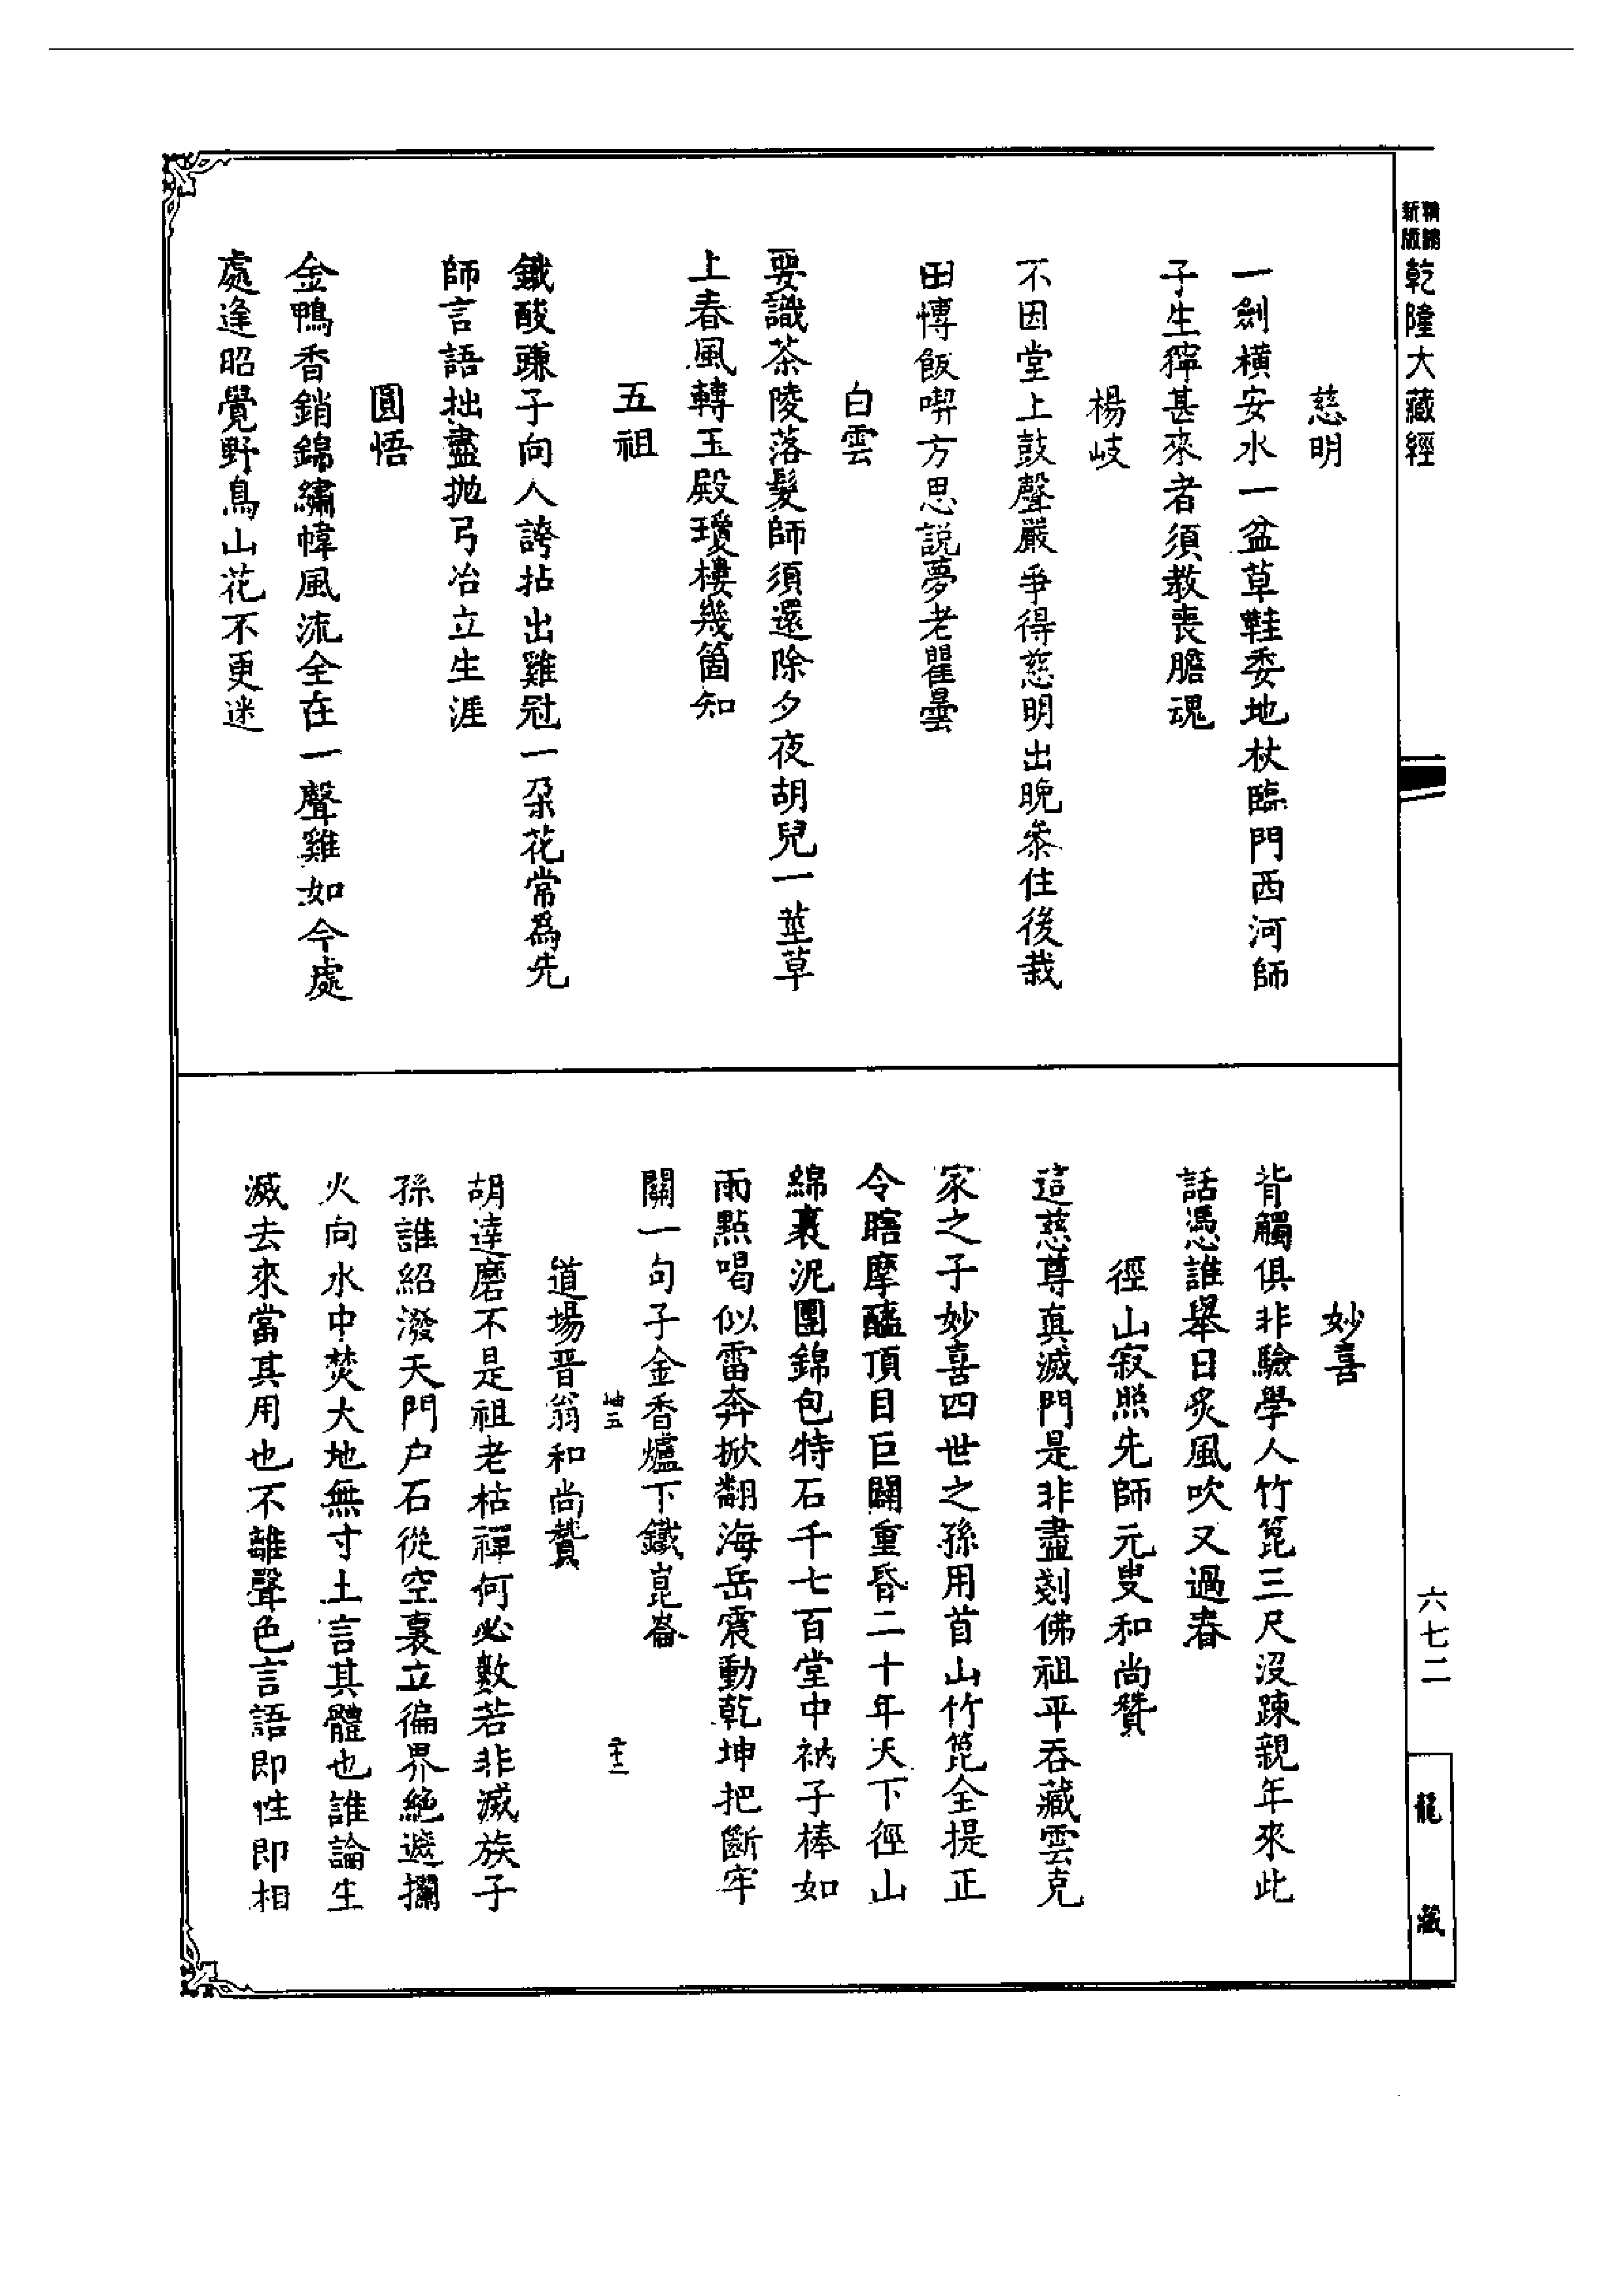 精鐫新版乾隆大藏經
慈明
一劍橫安水一盆草鞋委地杖臨門西河師
子生獰甚來者須教喪膽魂
楊岐
不因堂上鼓聲嚴爭得慈明出晚參住後栽
田慱飯喫方思説夢老瞿曇
白雲
要識茶陵落髮師須還除夕夜胡兒一莖草
上春風轉玉殿瓊樓幾箇知
五祖
鐵酸豏子向人誇拈出雞冠一朵花常爲先
師言語拙盡抛弓冶立生涯
圓悟
金鴨香銷錦繡幃風流全在一聲雞如今處
處逢昭覺野鳥山花不更迷
妙喜
背觸俱非驗學人竹箆三尺沒踈親年來此
話憑誰舉日炙風吹又過春
徑山寂照先師元叟和尚贊
這慈尊真滅門是非盡剗佛祖平吞藏雲克
家之子妙喜四世之孫用首山竹箆全提正
令瞎摩醯頂目巨闢重昏二十年天下徑山
綿裹泥團錦包特石千七百堂中衲子棒如
雨點喝似雷奔掀翻海岳震動乾坤把斷牢
關一句子金香爐下鐵崑崙
道場晋翁和尚贊
胡達磨不是祖老枯禪何必數若非滅族子
孫誰紹潑天門户石從空裏立徧界絕遮攔
火向水中焚大地無寸土言其體也誰論生
滅去來當其用也不離聲色言語即性即相
六七二
龍藏